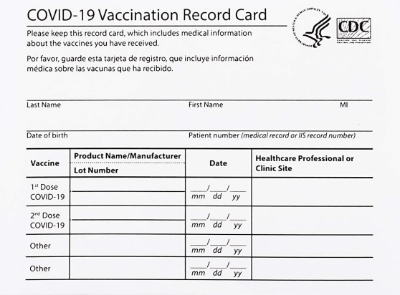 COVID-19 Vaccination Record Card
Please keep this record card, which includes medical information
about the vaccines you have received.
Por favor, guarde esta tarjeta de registro, que incluye información
médica sobre las vacunas que ha recibido.
CDC
Last Name First Name MI
Date of birth Patient number (medical record or IIS record number)
Vaccine Product Name/Manufacturer Date Healthcare Professional or
Lot Number Clinic Site
1st Dose
COVID-19
___/___/___
mm dd yy
2nd Dose
COVID-19
___/___/___
mm dd yy
Other
___/___/___
mm dd yy
Other
___/___/___
mm dd yy